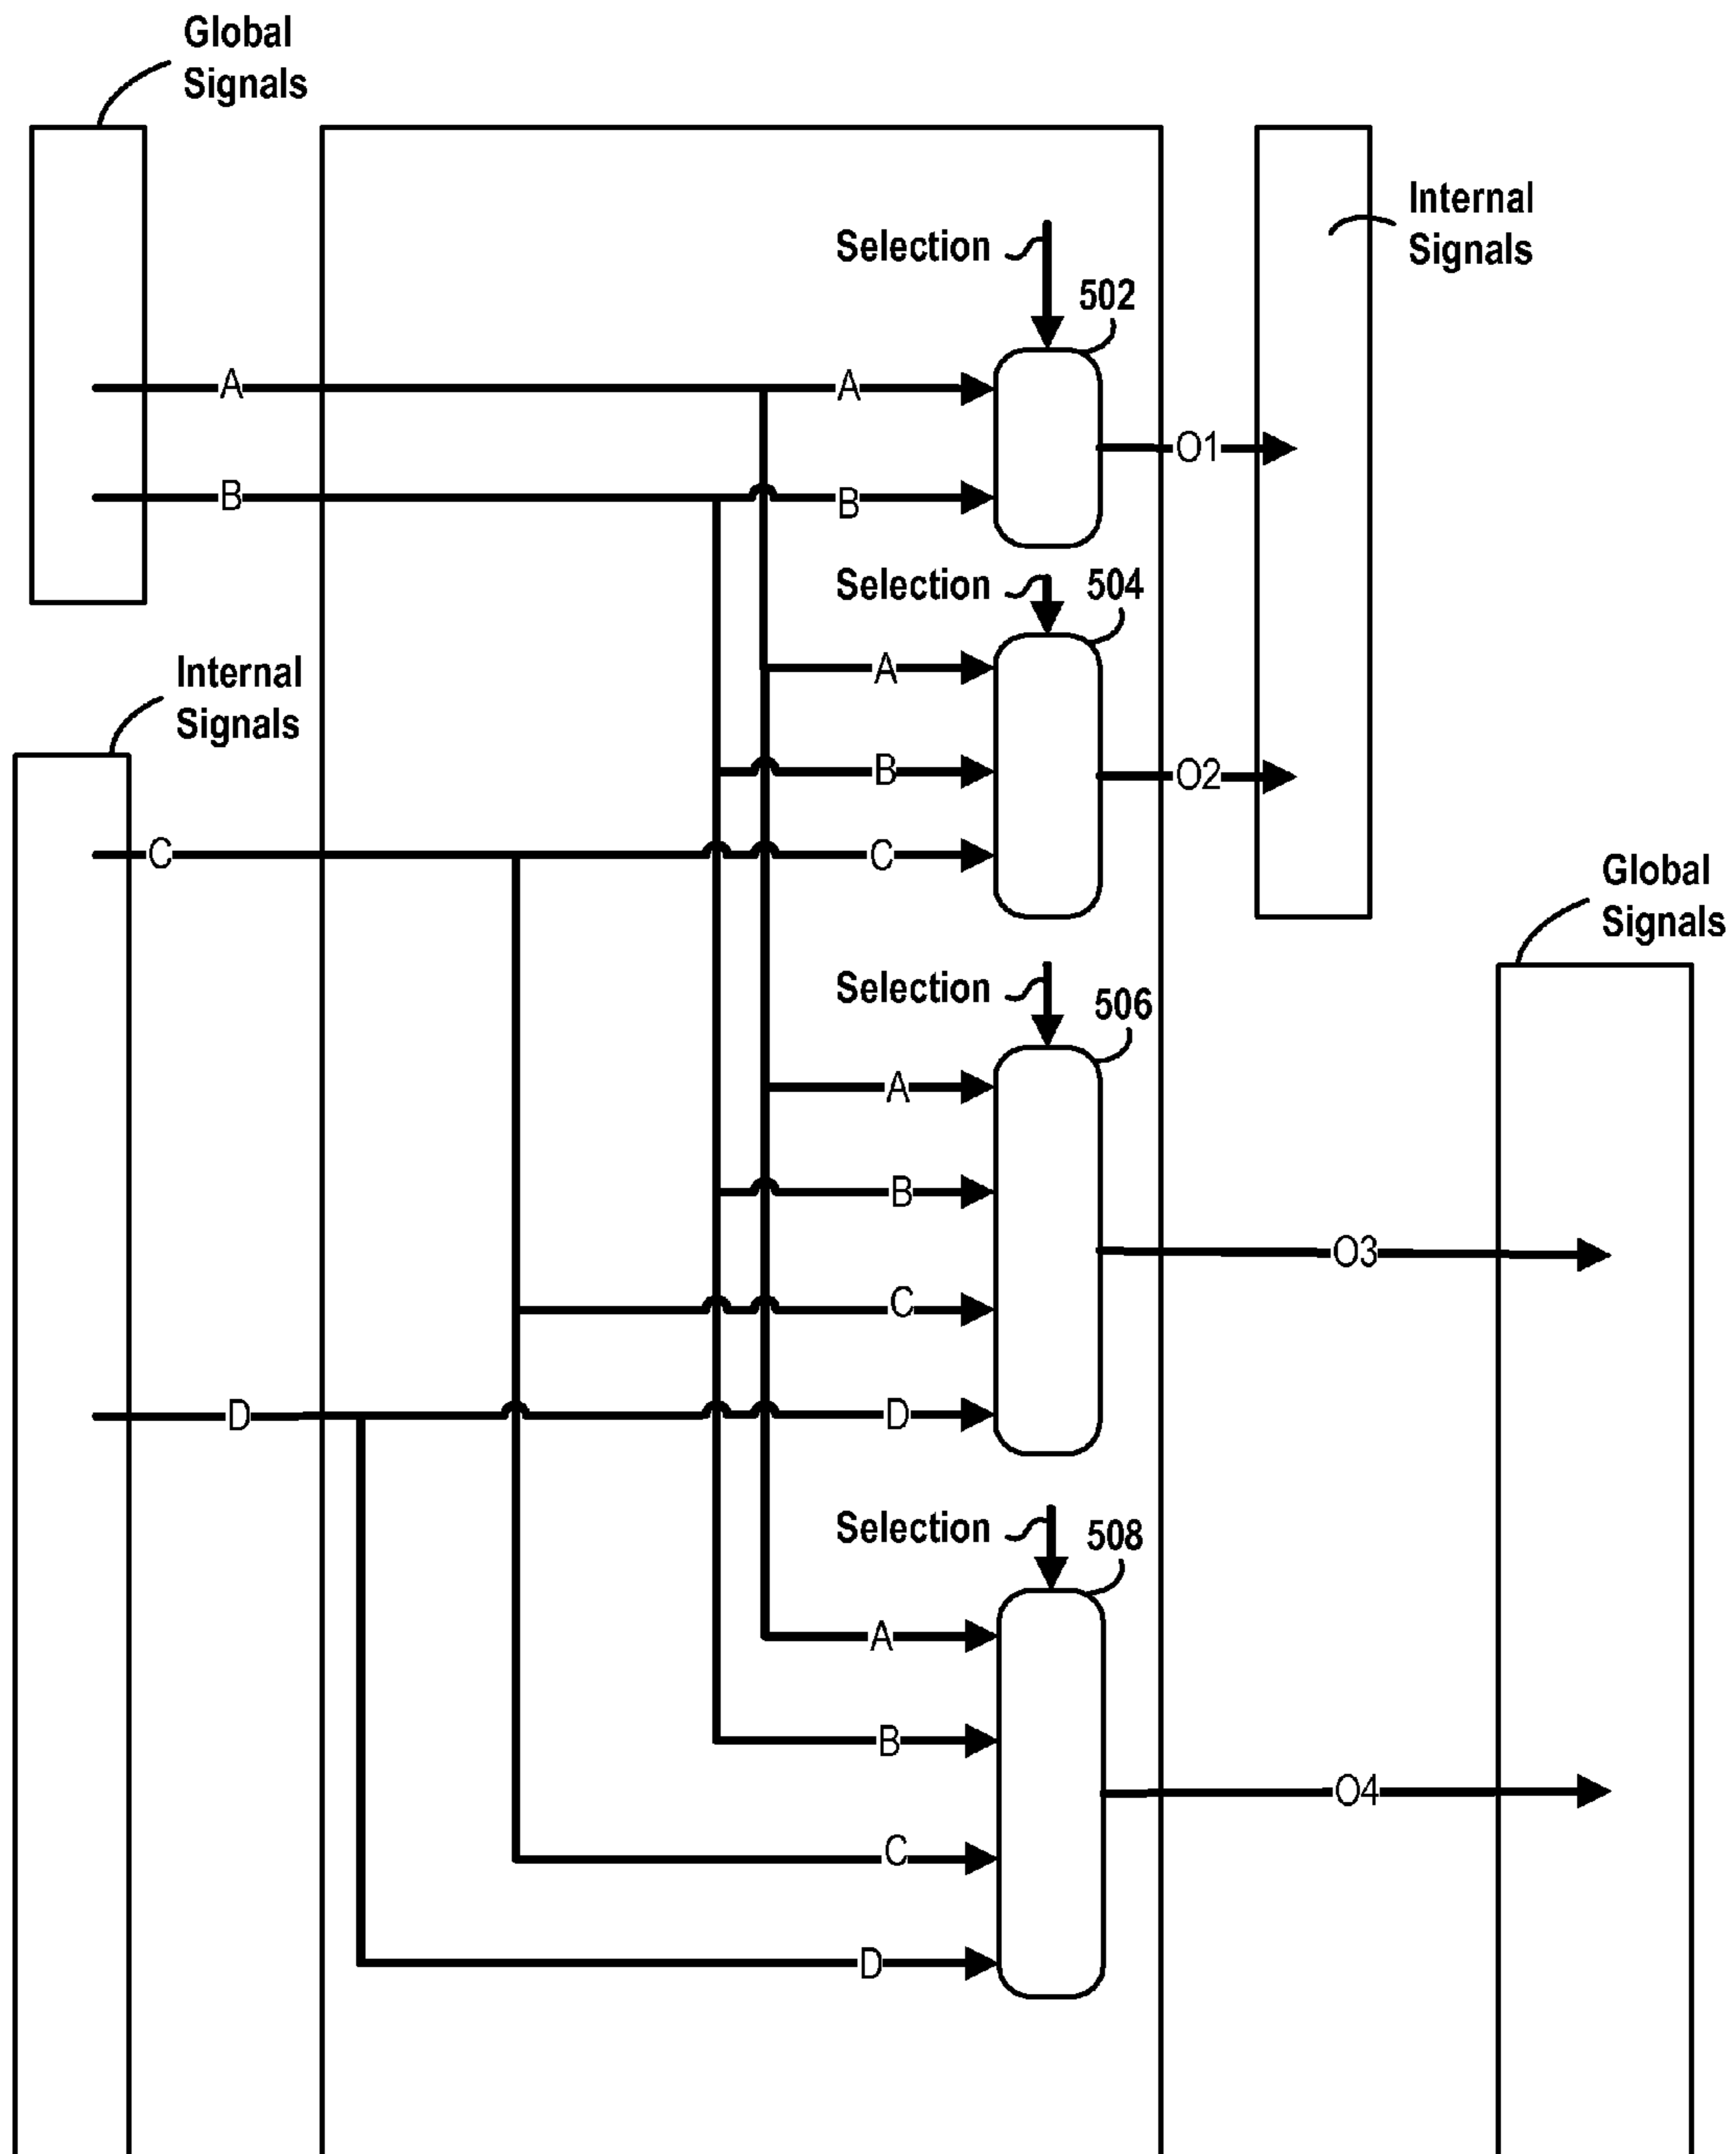 Global
Signals
Internal
Signals
Selection
502
A
A
B
B
O1
Selection
504
Internal
Signals
A
B
O2
C
C
Global
Signals
Selection
506
A
B
O3
C
D
D
Selection
508
A
B
O4
C
D